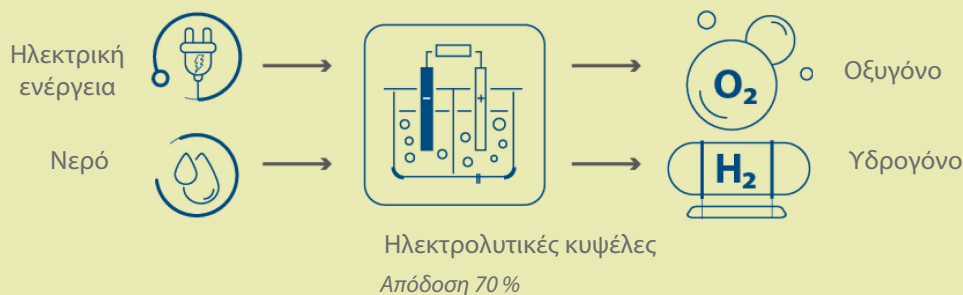 Ηλεκτρική
ενέργεια
O₂
Οξυγόνο
Νερό
H₂
Υδρογόνο
Ηλεκτρολυτικές κυψέλες
Απόδοση 70 %